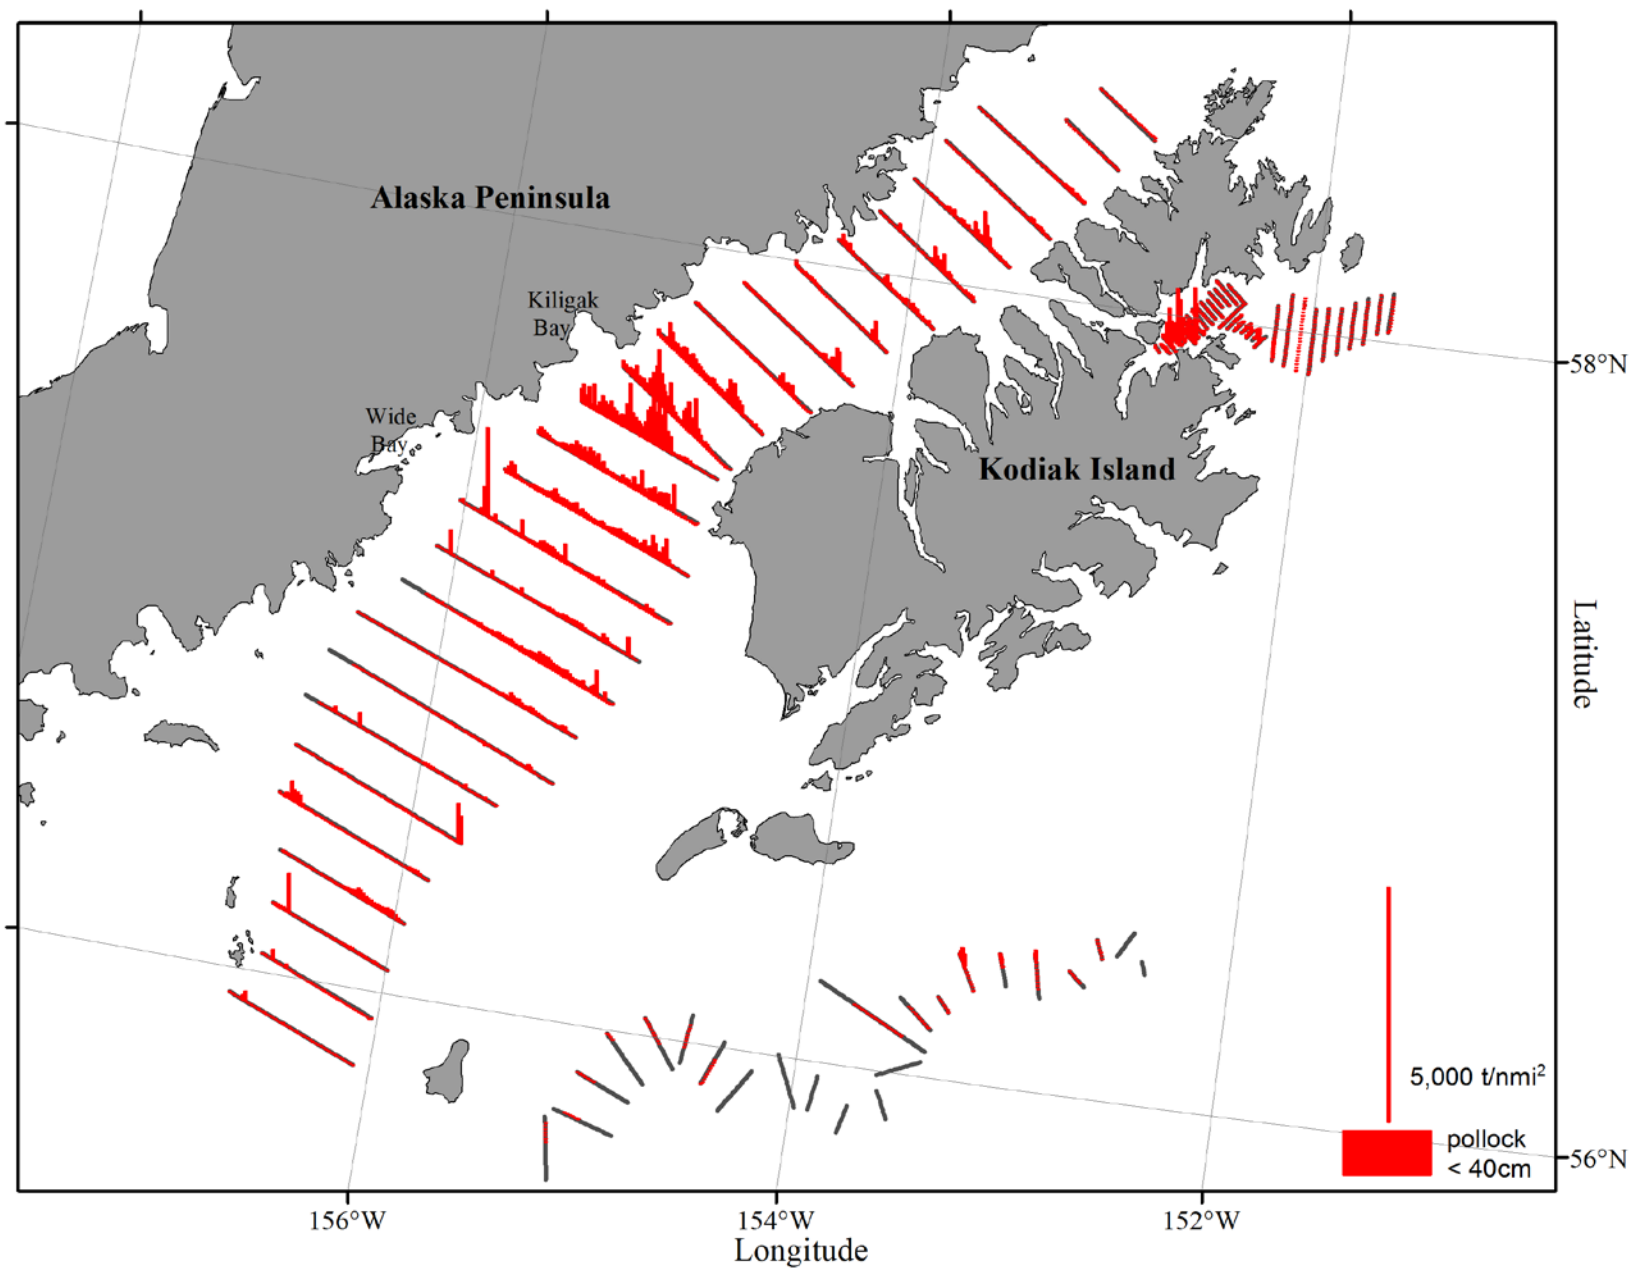 Alaska Peninsula
Kiligak
Bay
Wide
Bay
Kodiak Island
58°N
Latitude
5,000 t/nmi²
pollock
< 40cm
56°N
156°W
154°W
152°W
Longitude